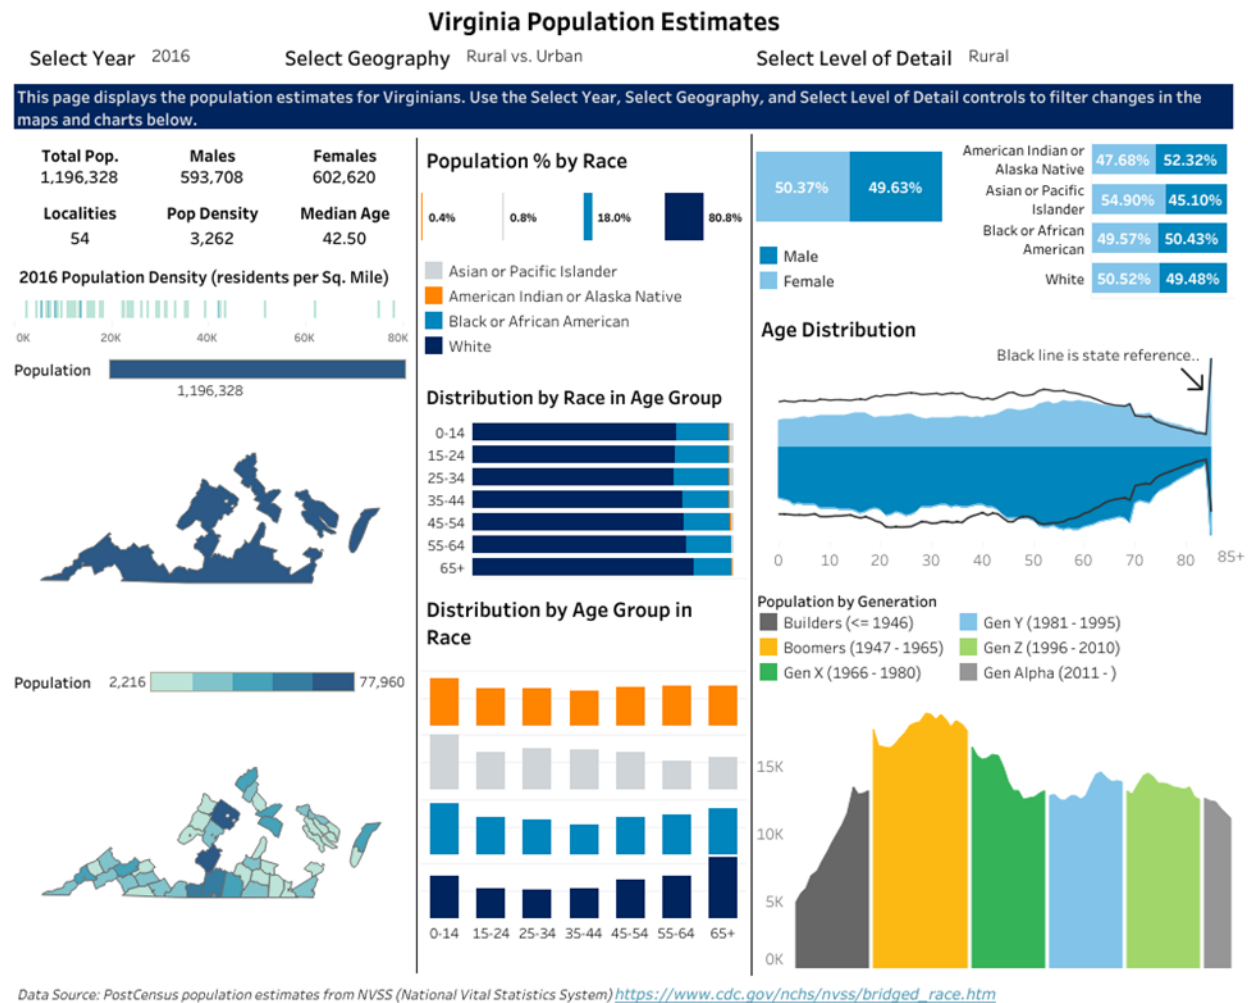 Virginia Population Estimates
Select Year 2016 Select Geography Rural vs. Urban Select Level of Detail Rural
This page displays the population estimates for Virginians. Use the Select Year, Select Geography, and Select Level of Detail controls to filter changes in the
maps and charts below.
Total Pop. Males Females
1,196,328 593,708 602,620
Localities Pop Density Median Age
54 3,262 42.50
2016 Population Density (residents per Sq. Mile)
0K 20K 40K 60K 80K
Population
1,196,328
Population 2,216 77,960
Population % by Race
0.4% 0.8% 18.0% 80.8%
Asian or Pacific Islander
American Indian or Alaska Native
Black or African American
White
Distribution by Race in Age Group
0-14
15-24
25-34
35-44
45-54
55-64
65+
Distribution by Age Group in
Race
0-14 15-24 25-34 35-44 45-54 55-64 65+
50.37% 49.63%
Male
Female
American Indian or
Alaska Native
47.68% 52.32%
Asian or Pacific
Islander
54.90% 45.10%
Black or African
American
49.57% 50.43%
White 50.52% 49.48%
Age Distribution
Black line is state reference..
0 10 20 30 40 50 60 70 80 85+
Population by Generation
Builders (<= 1946) Gen Y (1981 - 1995)
Boomers (1947 - 1965) Gen Z (1996 - 2010)
Gen X (1966 - 1980) Gen Alpha (2011 - )
15K
10K
5K
0K
Data Source: PostCensus population estimates from NVSS (National Vital Statistics System) https://www.cdc.gov/nchs/nvss/bridged_race.htm